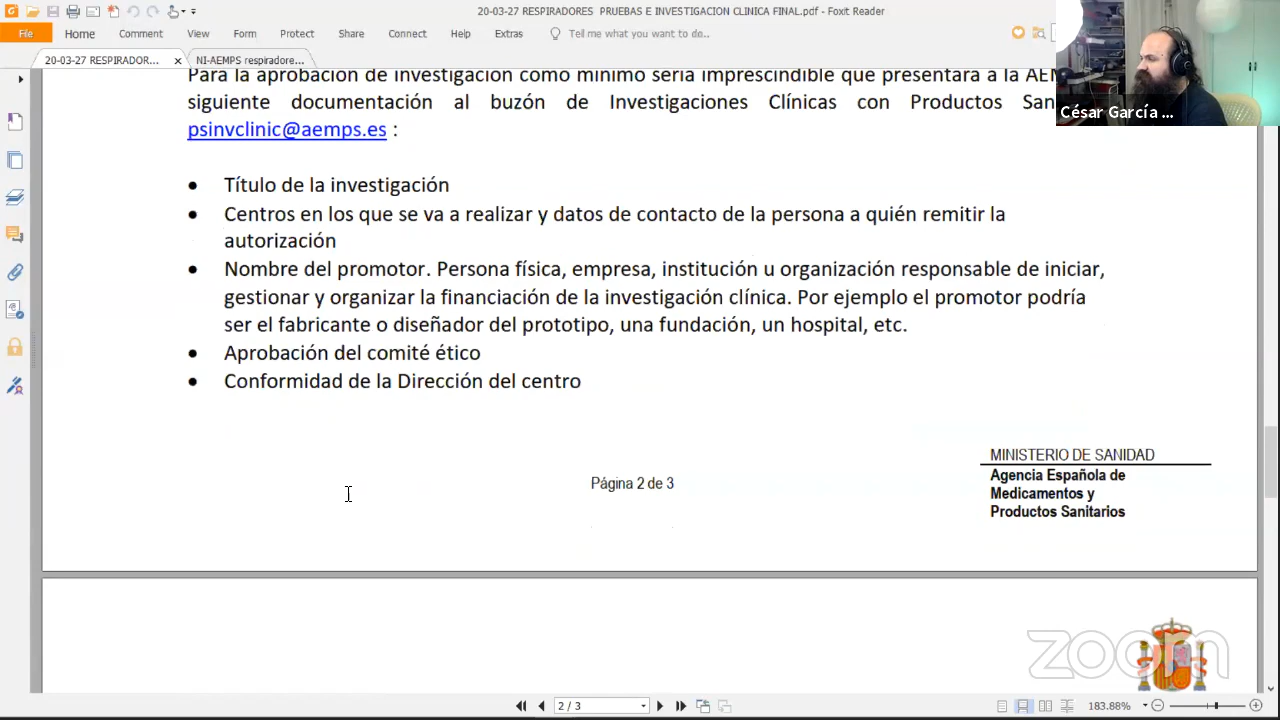 20-03-27 RESPIRADORES PRUEBAS E INVESTIGACION CLINICA FINAL.pdf - Foxit Reader
File Home Comment View Form Protect Share Connect Help Extras Tell me what you want to do...
20-03-27 RESPIRADOR... NI-AEMPS respiradore...
Para la aprobación de investigación como mínimo sería imprescindible que presentara a la
siguiente documentación al buzón de Investigaciones Clínicas con Productos
psinvclinic@aemps.es :
• Título de la investigación
• Centros en los que se va a realizar y datos de contacto de la persona a quién remitir la
autorización
• Nombre del promotor. Persona física, empresa, institución u organización responsable de iniciar,
gestionar y organizar la financiación de la investigación clínica. Por ejemplo el promotor podría
ser el fabricante o diseñador del prototipo, una fundación, un hospital, etc.
• Aprobación del comité ético
• Conformidad de la Dirección del centro
Página 2 de 3
MINISTERIO DE SANIDAD
Agencia Española de
Medicamentos y
Productos Sanitarios
César García ...
zoom
2 / 3
183.88%